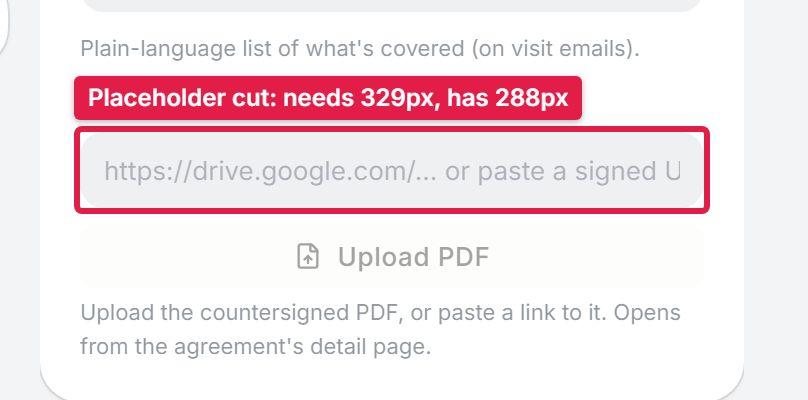 Plain-language list of what's covered (on visit emails).
Placeholder cut: needs 329px, has 288px
https://drive.google.com/... or paste a signed U
Upload PDF
Upload the countersigned PDF, or paste a link to it. Opens
from the agreement's detail page.